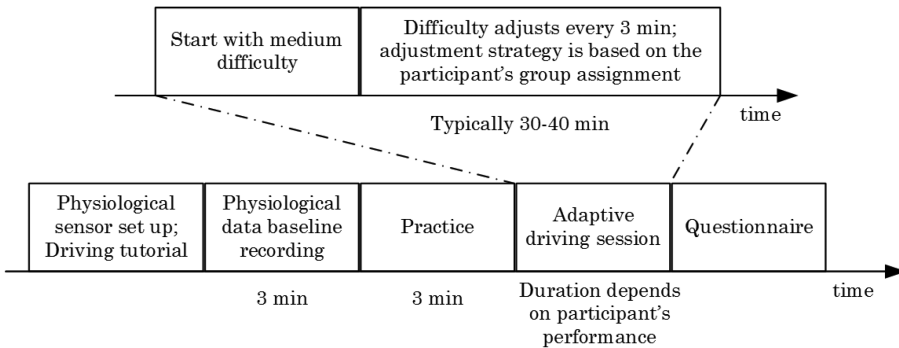 Start with medium
difficulty
Difficulty adjusts every 3 min;
adjustment strategy is based on the
participant's group assignment
time
Typically 30-40 min
Physiological
sensor set up;
Driving tutorial
Physiological
data baseline
recording
Practice
Adaptive
driving session
Questionnaire
time
3 min
3 min
Duration depends
on participant's
performance